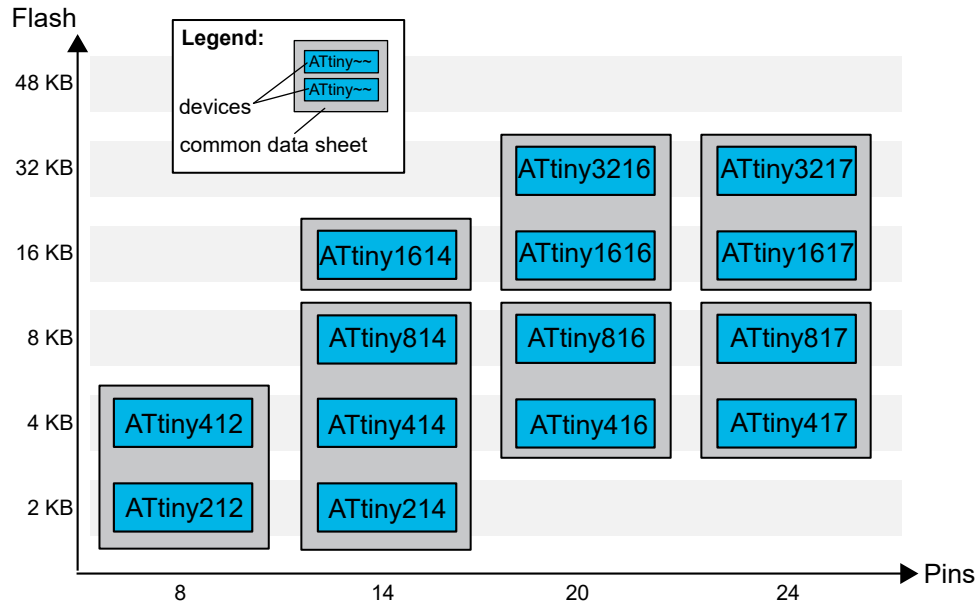 Flash
Legend:
ATtiny~~
ATtiny~~
devices
common data sheet
48 KB
32 KB
ATtiny3216
ATtiny3217
16 KB
ATtiny1614
ATtiny1616
ATtiny1617
8 KB
ATtiny814
ATtiny816
ATtiny817
4 KB
ATtiny412
ATtiny414
ATtiny416
ATtiny417
2 KB
ATtiny212
ATtiny214
Pins
8
14
20
24